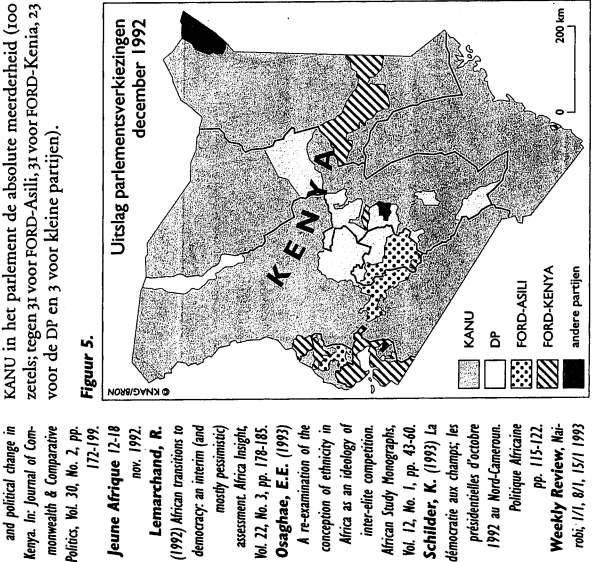 and political change in
Kenya. In: Journal of Com-
monwealth & Comparative
Politics, Vol. 30, No. 2, pp.
172-199.
Jeune Afrique 12-18
nov. 1992.
Lemarchand, R.
(1992) African transitions to
democracy: an interim (and
mostly pessimistic)
assessment. Africa Insight,
Vol. 22, No. 3, pp. 178-185.
Osaghae, E.E. (1993)
A re-examination of the
conception of ethnicity in
Africa as an ideology of
inter-elite competition.
African Study Monographs,
Vol. 12, No. 1, pp. 43-60.
Schilder, K. (1993) La
démocratie aux champs: les
présidentielles d'octobre
1992 au Nord-Cameroun.
Politique Africaine
pp. 115-122.
Weekly Review, Nai-
robi; 1/1, 8/1, 15/1 1993
KANU in het parlement de absolute meerderheid (100
zetels; tegen 31 voor FORD-Asili, 31 voor FORD-Kenia, 23
voor de DP en 3 voor kleine partijen).
Figuur 5.
Uitslag parlementsverkiezingen
december 1992
KENYA
© KNAG/BRON
KANU
DP
FORD-ASILI
FORD-KENYA
andere partijen
0 200 km